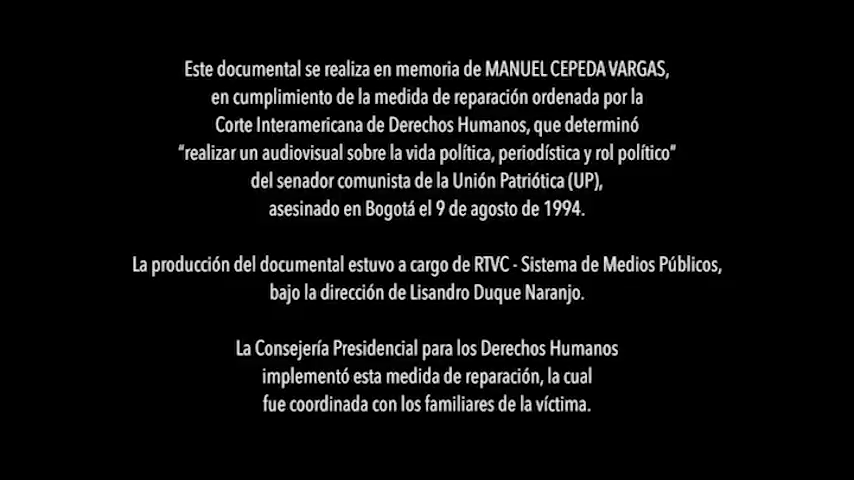 Este documental se realiza en memoria de MANUEL CEPEDA VARGAS,
en cumplimiento de la medida de reparación ordenada por la
Corte Interamericana de Derechos Humanos, que determinó
“realizar un audiovisual sobre la vida política, periodística y rol político”
del senador comunista de la Unión Patriótica (UP),
asesinado en Bogotá el 9 de agosto de 1994.
La producción del documental estuvo a cargo de RTVC - Sistema de Medios Públicos,
bajo la dirección de Lisandro Duque Naranjo.
La Consejería Presidencial para los Derechos Humanos
implementó esta medida de reparación, la cual
fue coordinada con los familiares de la víctima.